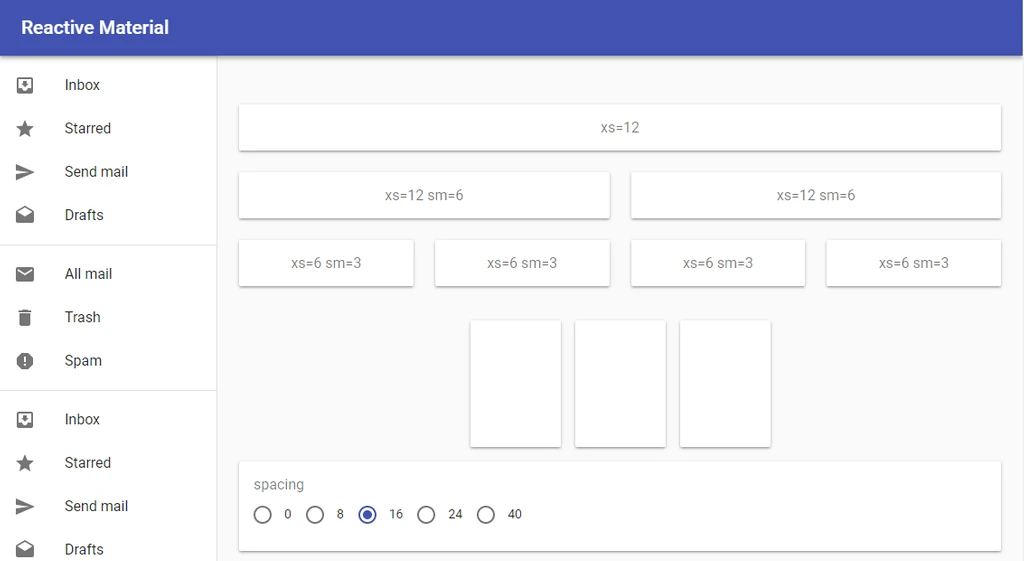 Reactive Material
Inbox
Starred
Send mail
Drafts
All mail
Trash
Spam
Inbox
Starred
Send mail
Drafts
xs=12
xs=12 sm=6 xs=12 sm=6
xs=6 sm=3 xs=6 sm=3 xs=6 sm=3 xs=6 sm=3
spacing
0 8 16 24 40